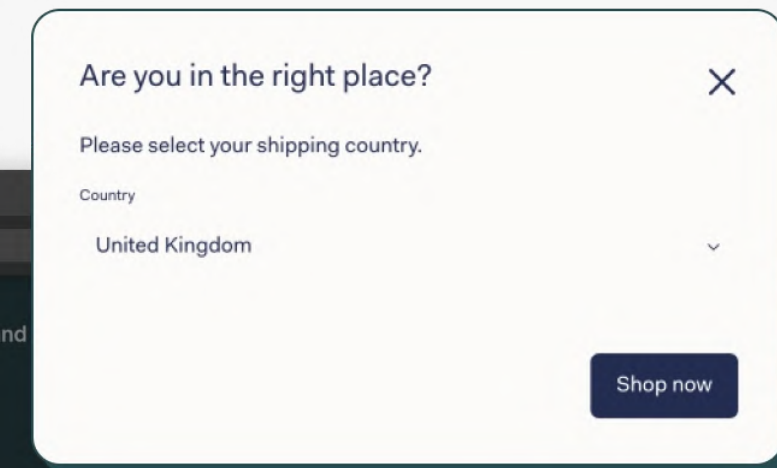 Are you in the right place?
Please select your shipping country.
Country
United Kingdom
Shop now